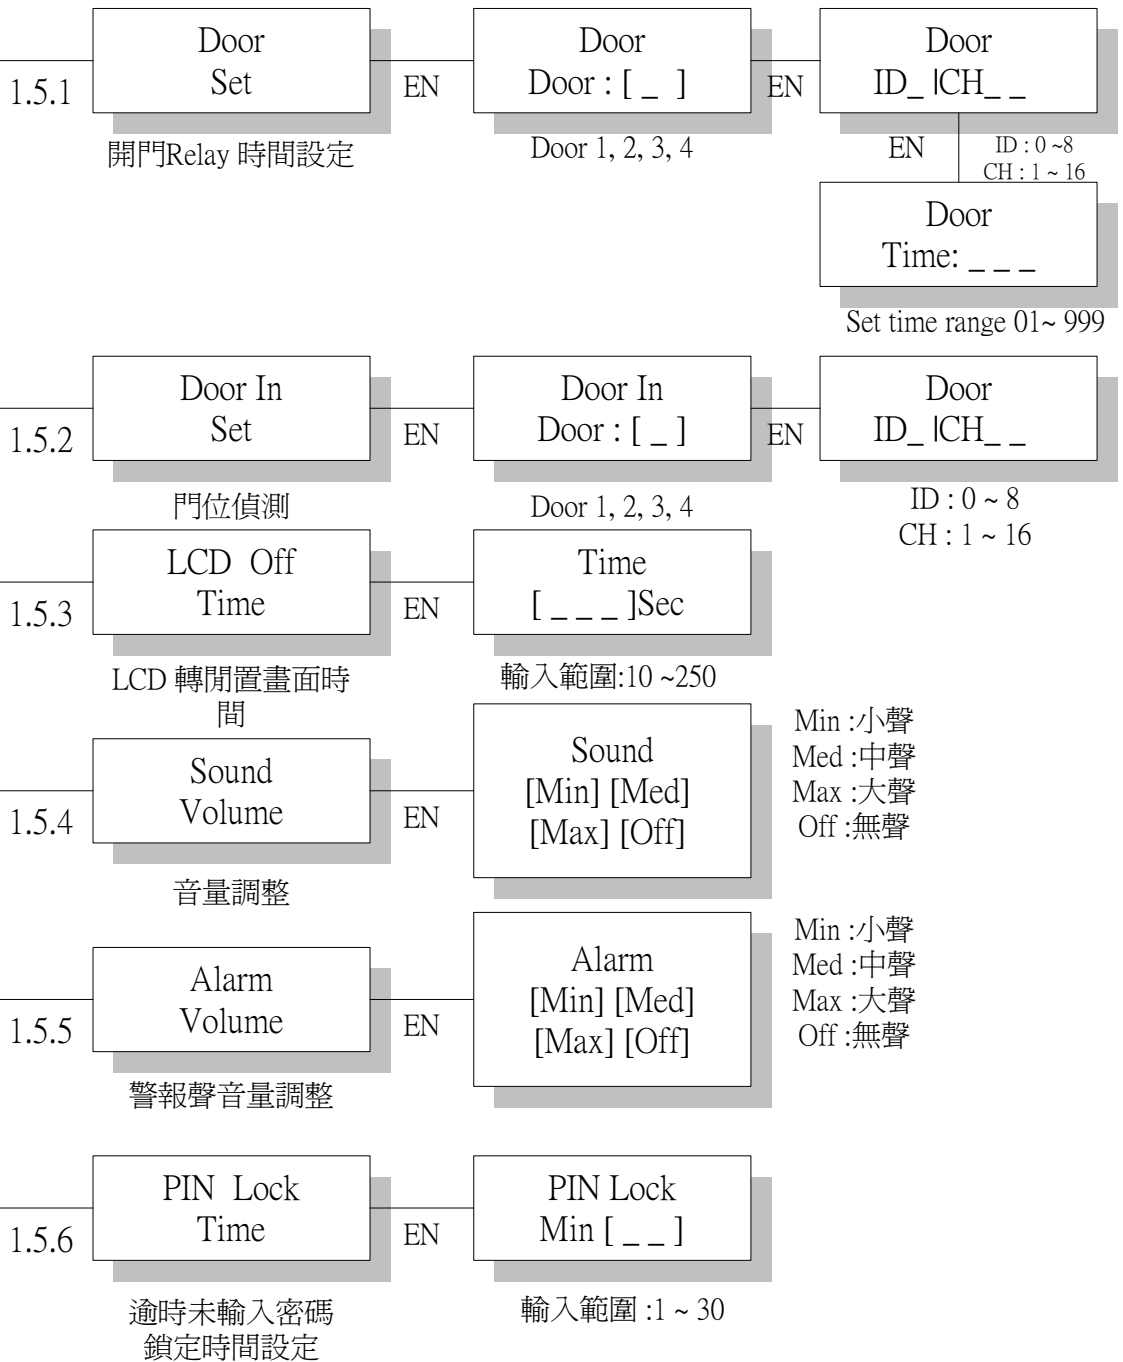 Door
Set
1.5.1
EN
Door
Door : [ _ ]
EN
Door
ID_ lCH_ _
開門Relay 時間設定
Door 1, 2, 3, 4
EN
ID : 0 ~8
CH : 1 ~ 16
Door
Time: _ _ _
Set time range 01~ 999
Door In
Set
1.5.2
EN
Door In
Door : [ _ ]
EN
Door
ID_ lCH_ _
門位偵測
Door 1, 2, 3, 4
ID : 0 ~ 8
CH : 1 ~ 16
LCD Off
Time
1.5.3
EN
Time
[ _ _ _ ]Sec
LCD 轉閒置畫面時
間
輸入範圍:10 ~250
Sound
Volume
1.5.4
EN
Sound
[Min] [Med]
[Max] [Off]
Min :小聲
Med :中聲
Max :大聲
Off :無聲
音量調整
Alarm
Volume
1.5.5
EN
Alarm
[Min] [Med]
[Max] [Off]
Min :小聲
Med :中聲
Max :大聲
Off :無聲
警報聲音量調整
PIN Lock
Time
1.5.6
EN
PIN Lock
Min [ _ _ ]
逾時未輸入密碼
鎖定時間設定
輸入範圍 :1 ~ 30